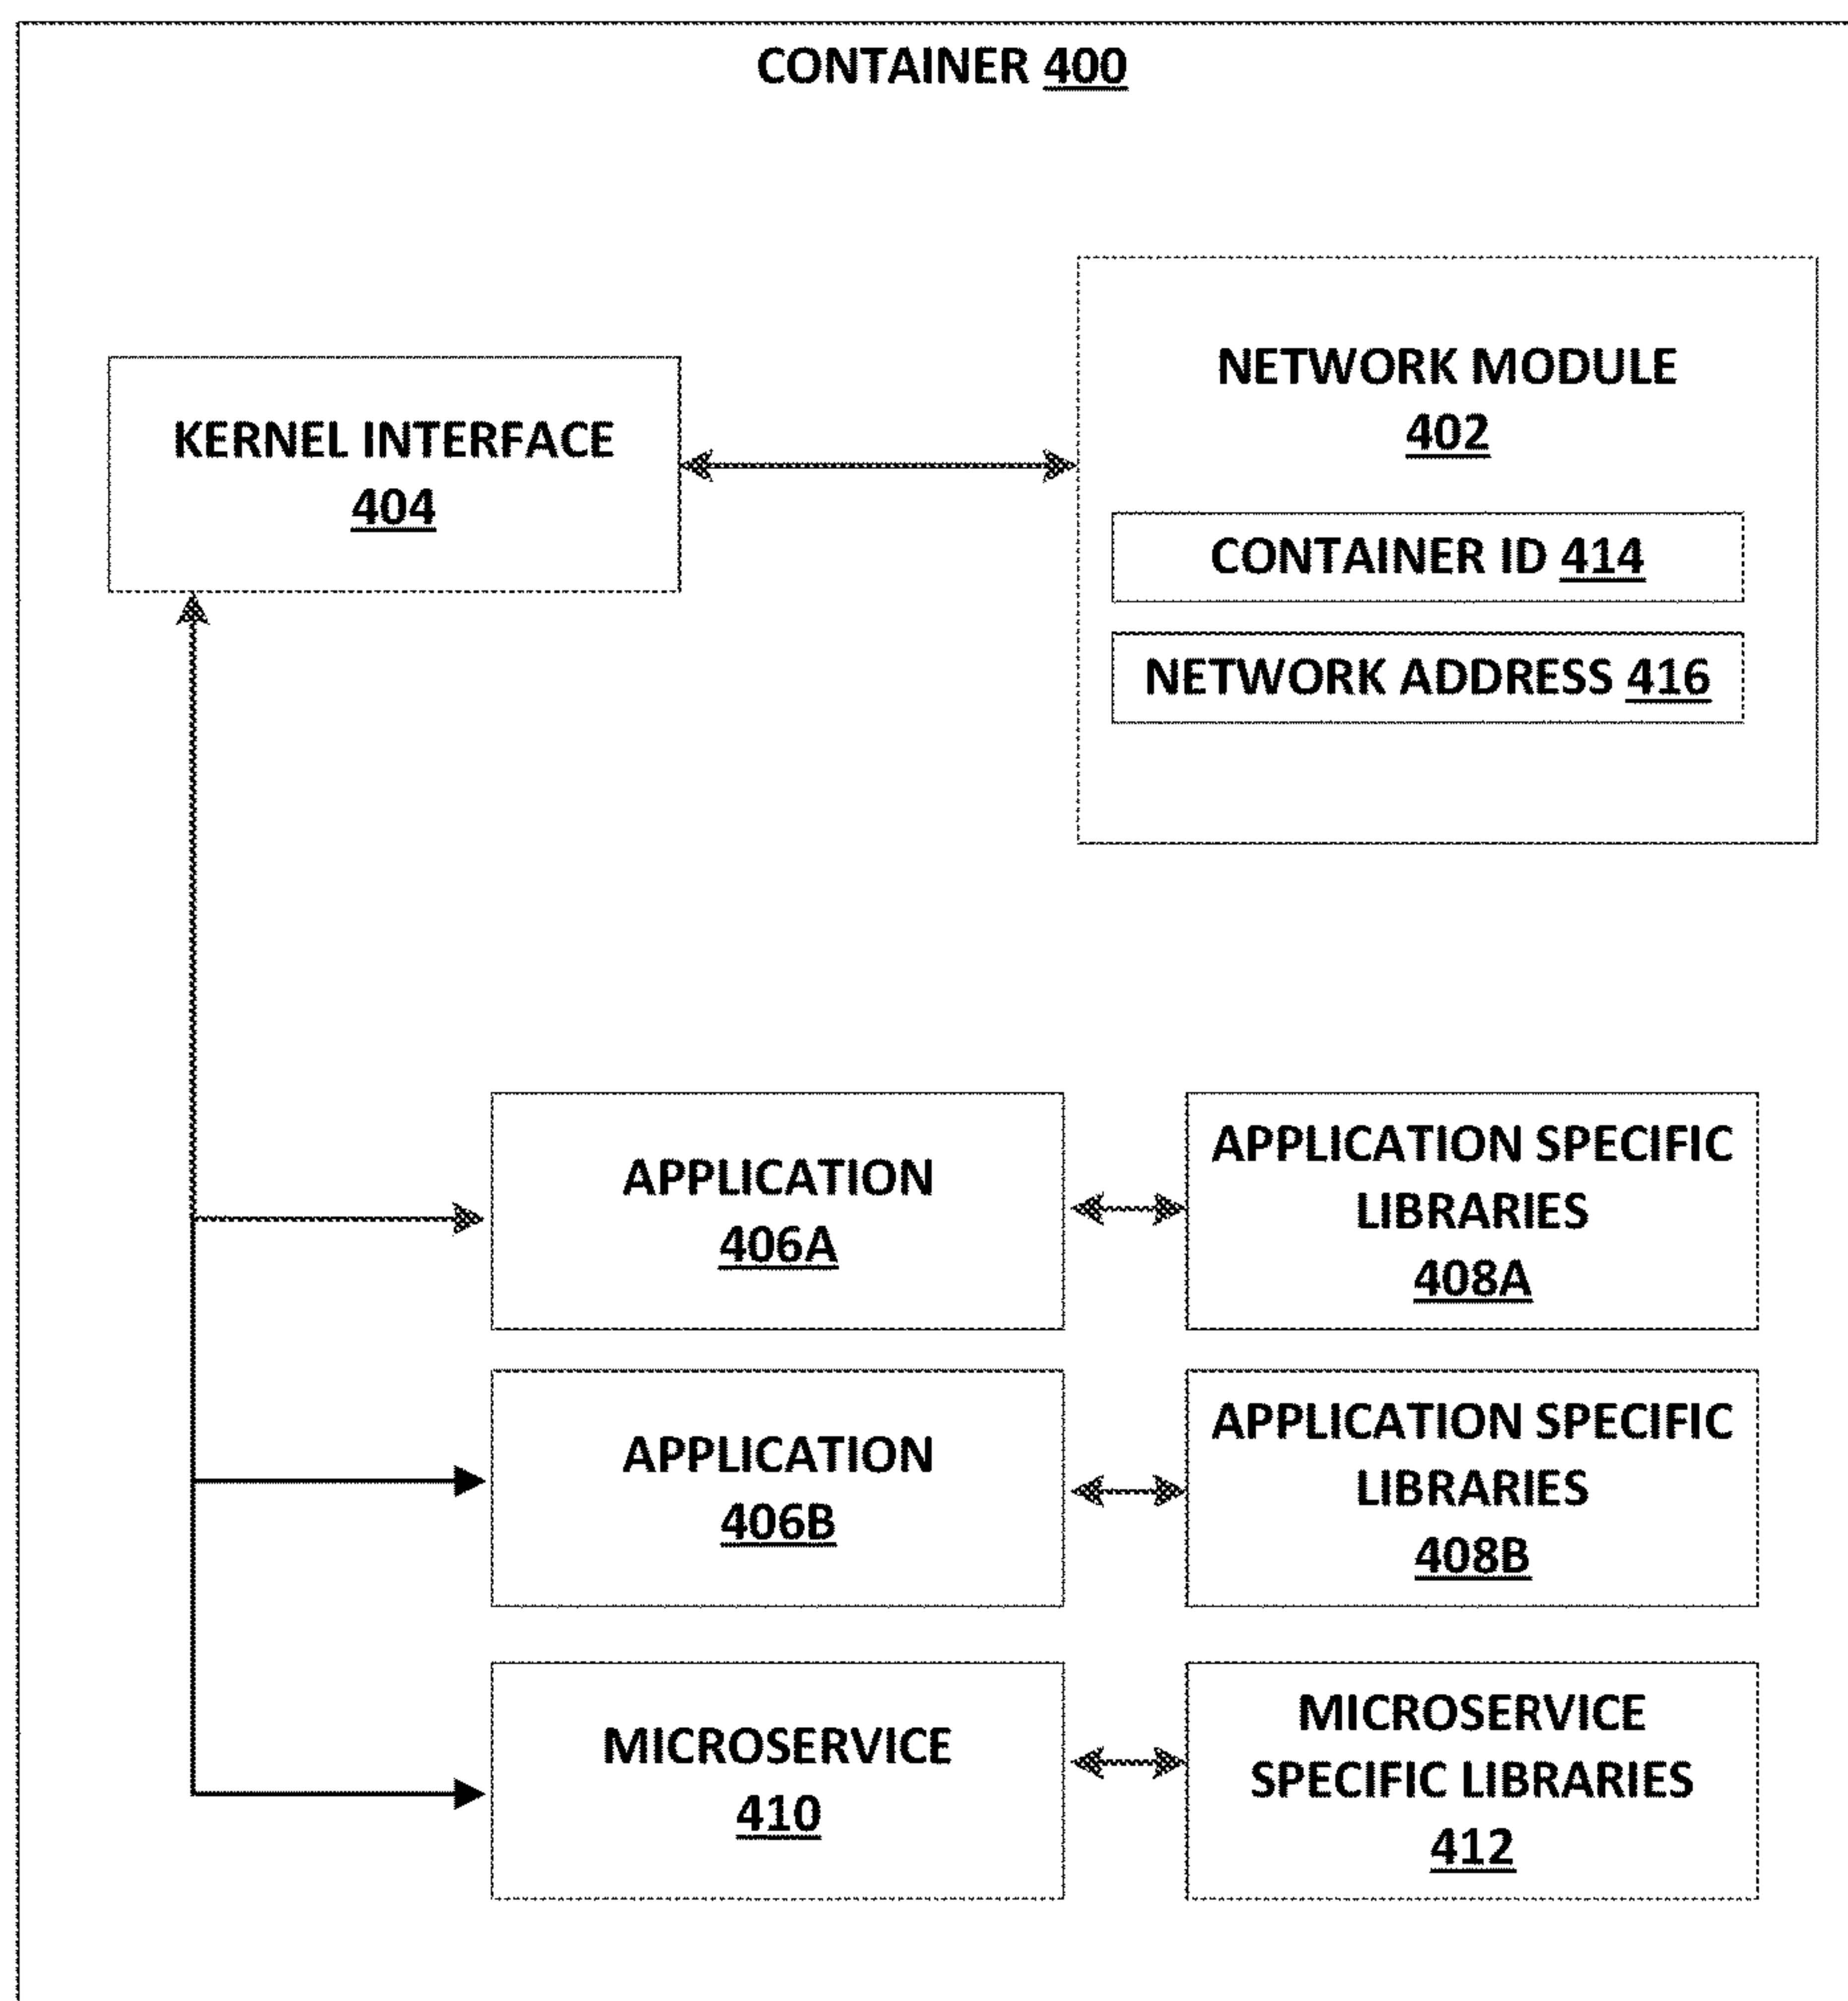 CONTAINER 400
KERNEL INTERFACE
404
NETWORK MODULE
402
CONTAINER ID 414
NETWORK ADDRESS 416
APPLICATION
406A
APPLICATION SPECIFIC
LIBRARIES
408A
APPLICATION
406B
APPLICATION SPECIFIC
LIBRARIES
408B
MICROSERVICE
410
MICROSERVICE
SPECIFIC LIBRARIES
412